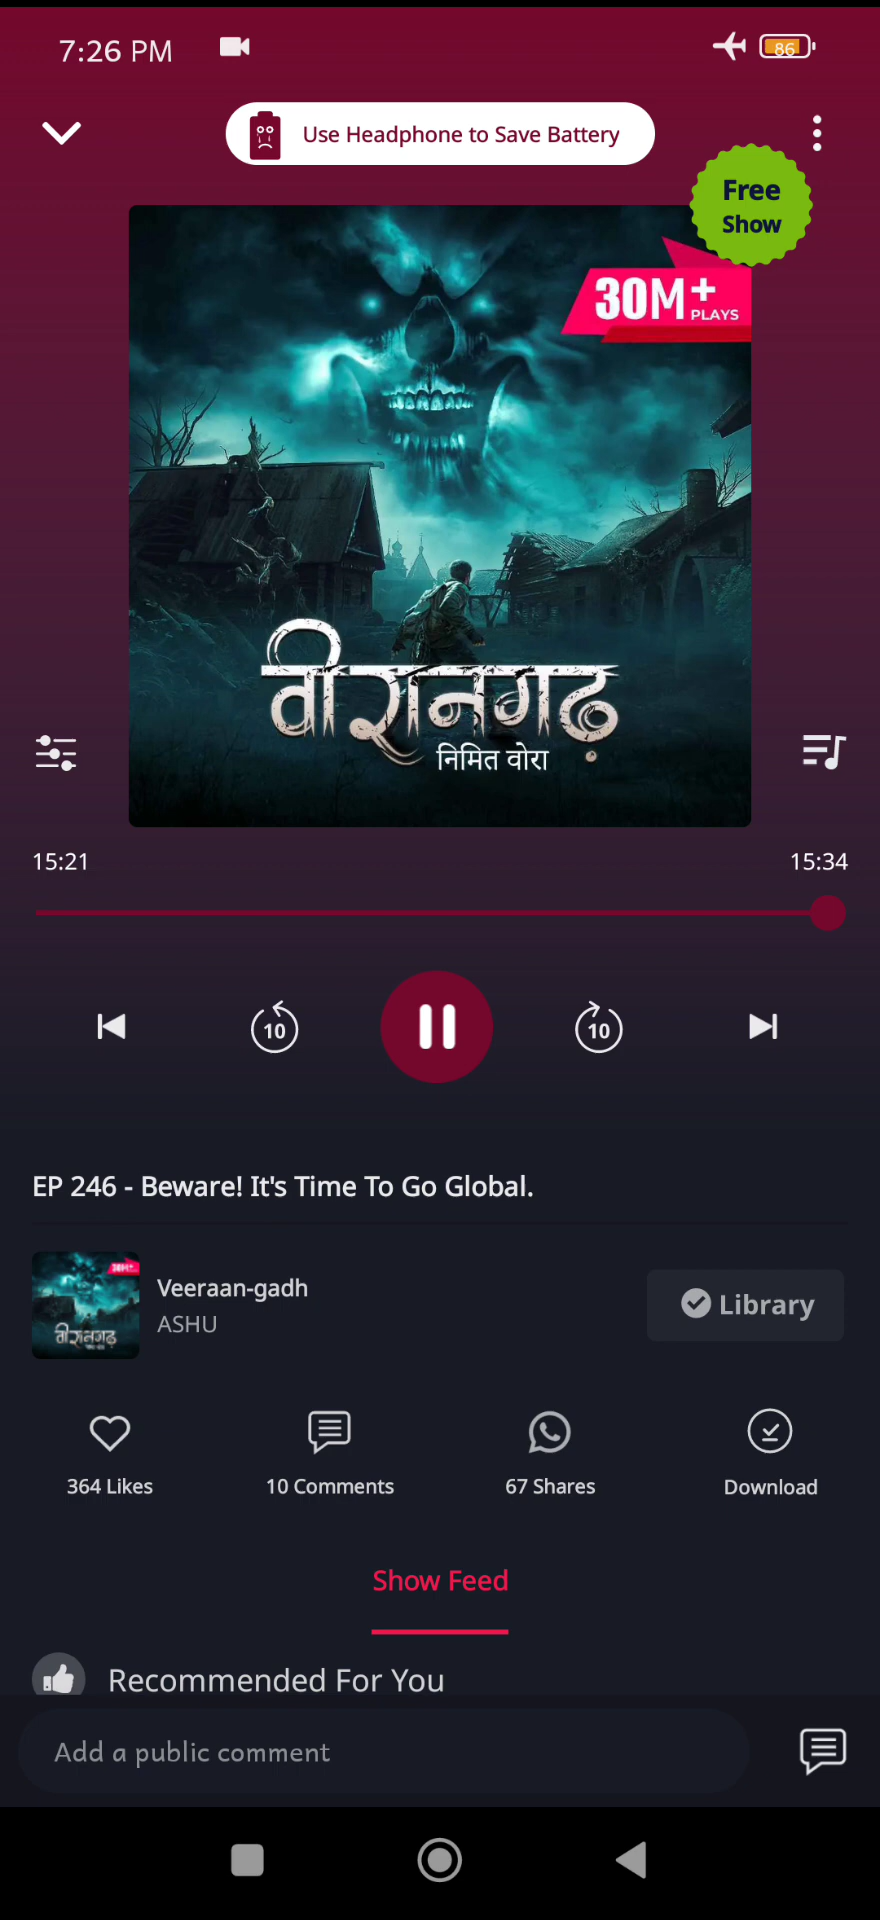 7:26 PM
86
Use Headphone to Save Battery
Free
Show
30M+
PLAYS
वीरानगढ़
निमित वोरा
15:21
15:34
10
10
EP 246 - Beware! It's Time To Go Global.
30M+
वीरानगढ़
Veeraan-gadh
ASHU
Library
364 Likes
10 Comments
67 Shares
Download
Show Feed
Recommended For You
Add a public comment